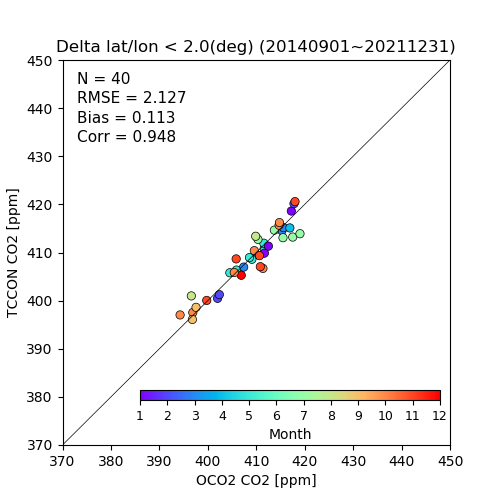 Delta lat/lon < 2.0(deg) (20140901~20211231)
N = 40
RMSE = 2.127
Bias = 0.113
Corr = 0.948
450
440
430
420
410
400
390
380
370
TCCON CO2 [ppm]
1 2 3 4 5 6 7 8 9 10 11 12
Month
370 380 390 400 410 420 430 440 450
OCO2 CO2 [ppm]